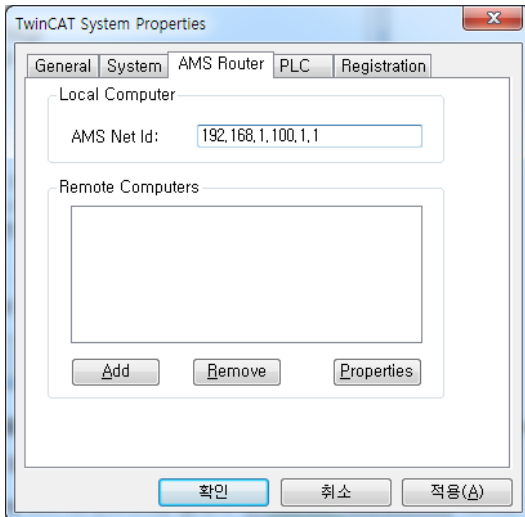 TwinCAT System Properties
General System AMS Router PLC Registration
Local Computer
AMS Net Id: 192,168,1,100,1,1
Remote Computers
Add Remove Properties
확인 취소 적용(A)